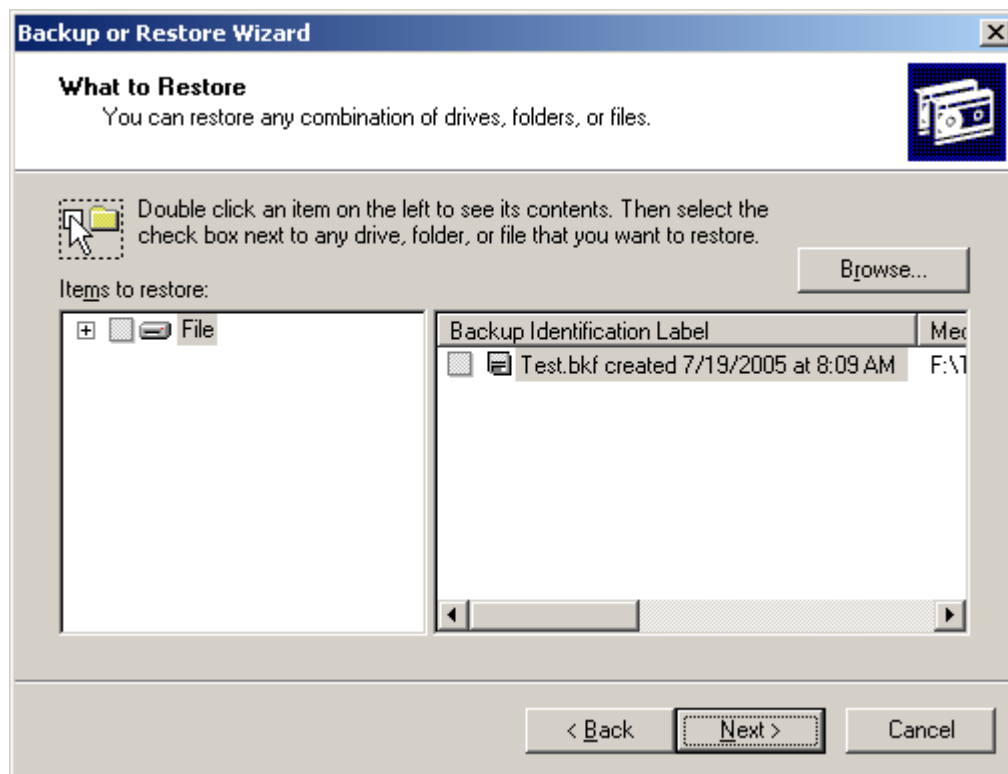 Backup or Restore Wizard
What to Restore
You can restore any combination of drives, folders, or files.
Double click an item on the left to see its contents. Then select the
check box next to any drive, folder, or file that you want to restore.
Browse...
Items to restore:
File
Backup Identification Label
Med
Test.bkf created 7/19/2005 at 8:09 AM
F:\T
< Back
Next >
Cancel